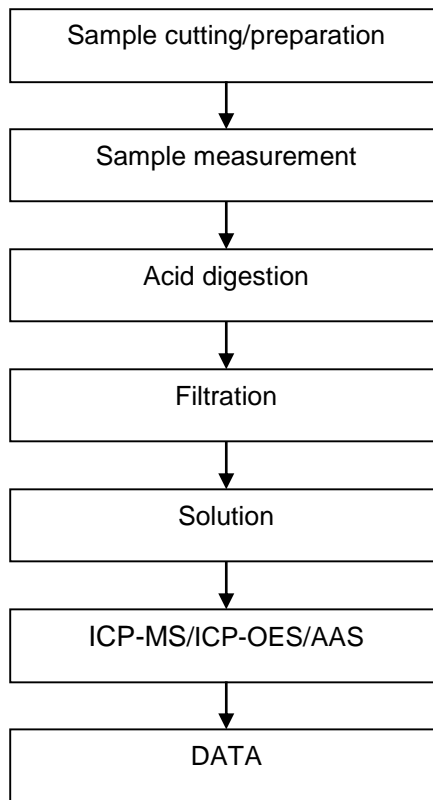 Sample cutting/preparation
Sample measurement
Acid digestion
Filtration
Solution
ICP-MS/ICP-OES/AAS
DATA